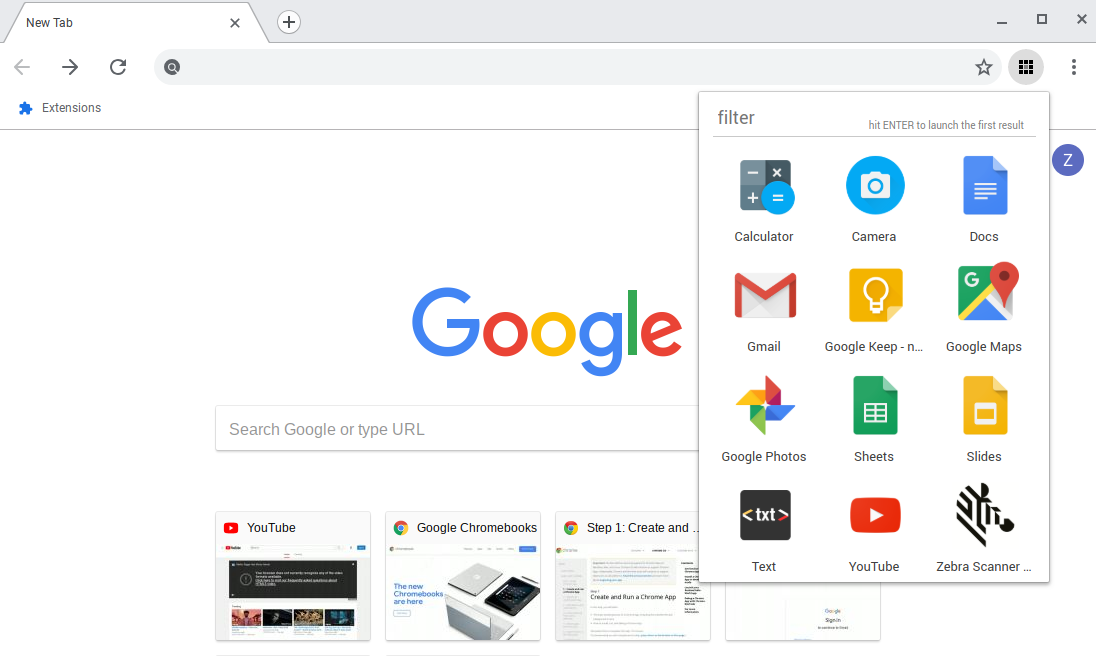 New Tab
Extensions
filter
hit ENTER to launch the first result
Z
Calculator
Camera
Docs
Gmail
Google Keep - n...
Google Maps
Google Photos
Sheets
Slides
<txt>
Text
YouTube
Zebra Scanner ...
Google
Search Google or type URL
YouTube
Google Chromebooks
The new
Chromebooks
are here
Step 1: Create and ...
Create and Run a Chrome App
Google
Sign in